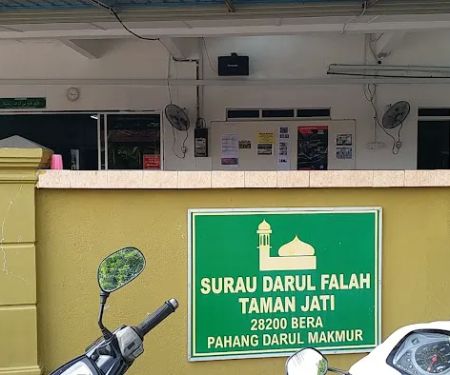 SURAU DARUL FALAH
TAMAN JATI
28200 BERA
PAHANG DARUL MAKMUR